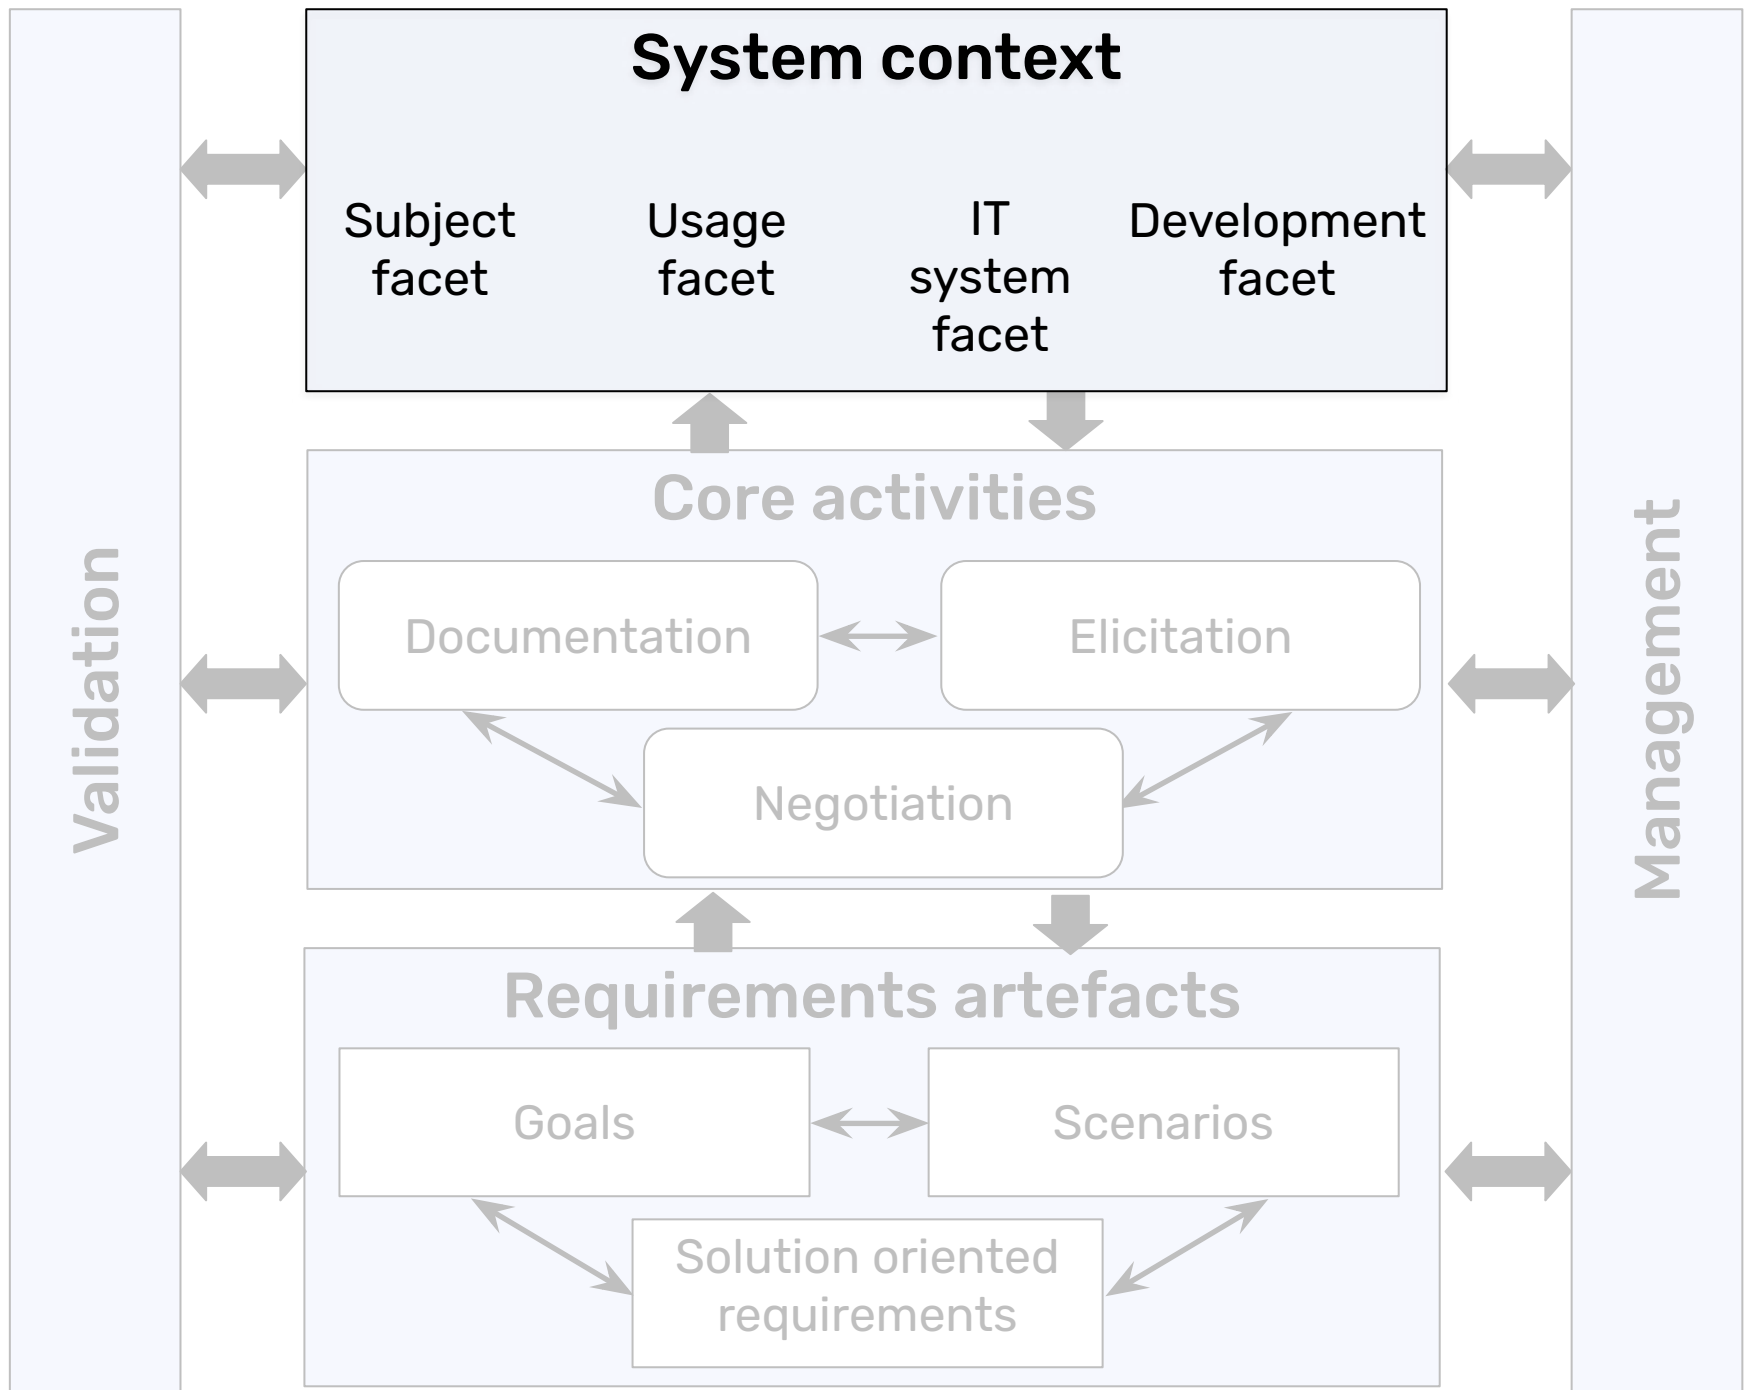 System context
Subject
facet
Usage
facet
IT
system
facet
Development
facet
Validation
Core activities
Documentation
Elicitation
Negotiation
Management
Requirements artefacts
Goals
Scenarios
Solution oriented
requirements